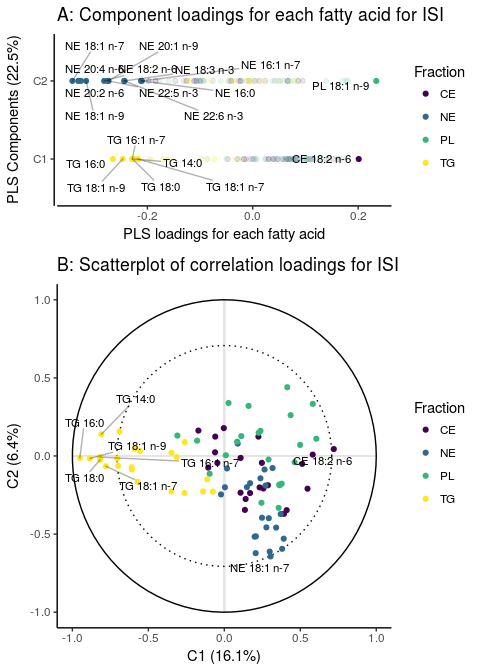 A: Component loadings for each fatty acid for ISI
PLS Components (22.5%)
NE 18:1 n-7
NE 20:1 n-9
NE 20:4 n-6
NE 18:2 n-6
NE 18:3 n-3
NE 16:1 n-7
C2
PL 18:1 n-9
NE 20:2 n-6
NE 22:5 n-3
NE 16:0
NE 18:1 n-9
NE 22:6 n-3
TG 16:1 n-7
C1
TG 16:0
TG 14:0
CE 18:2 n-6
TG 18:1 n-9
TG 18:0
TG 18:1 n-7
-0.2
0.0
0.2
PLS loadings for each fatty acid
Fraction
CE
NE
PL
TG
B: Scatterplot of correlation loadings for ISI
C2 (6.4%)
1.0
0.5
0.0
-0.5
-1.0
TG 14:0
TG 16:0
TG 18:1 n-9
TG 16:1 n-7
CE 18:2 n-6
TG 18:0
TG 18:1 n-7
NE 18:1 n-7
-1.0
-0.5
0.0
0.5
1.0
C1 (16.1%)
Fraction
CE
NE
PL
TG